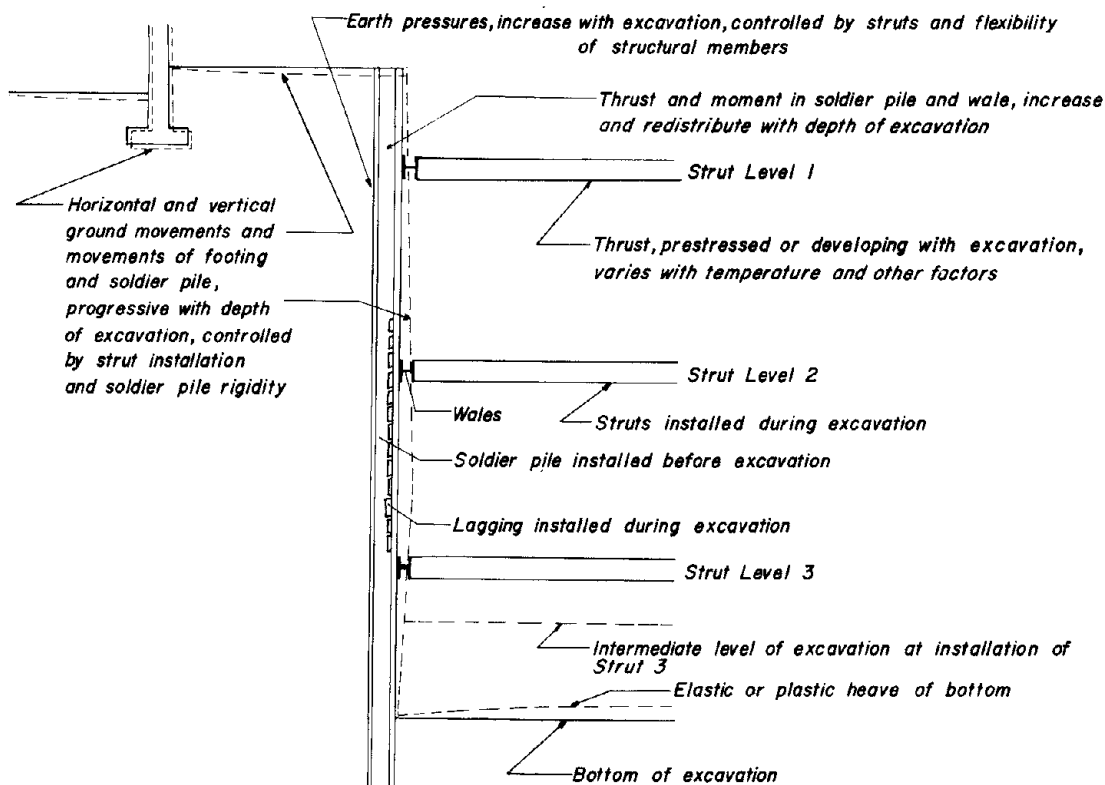 Earth pressures, increase with excavation, controlled by struts and flexibility
of structural members
Thrust and moment in soldier pile and wale, increase
and redistribute with depth of excavation
Strut Level 1
Thrust, prestressed or developing with excavation,
varies with temperature and other factors
Horizontal and vertical
ground movements and
movements of footing
and soldier pile,
progressive with depth
of excavation, controlled
by strut installation
and soldier pile rigidity
Strut Level 2
Wales
Struts installed during excavation
Soldier pile installed before excavation
Lagging installed during excavation
Strut Level 3
Intermediate level of excavation at installation of
Strut 3
Elastic or plastic heave of bottom
Bottom of excavation